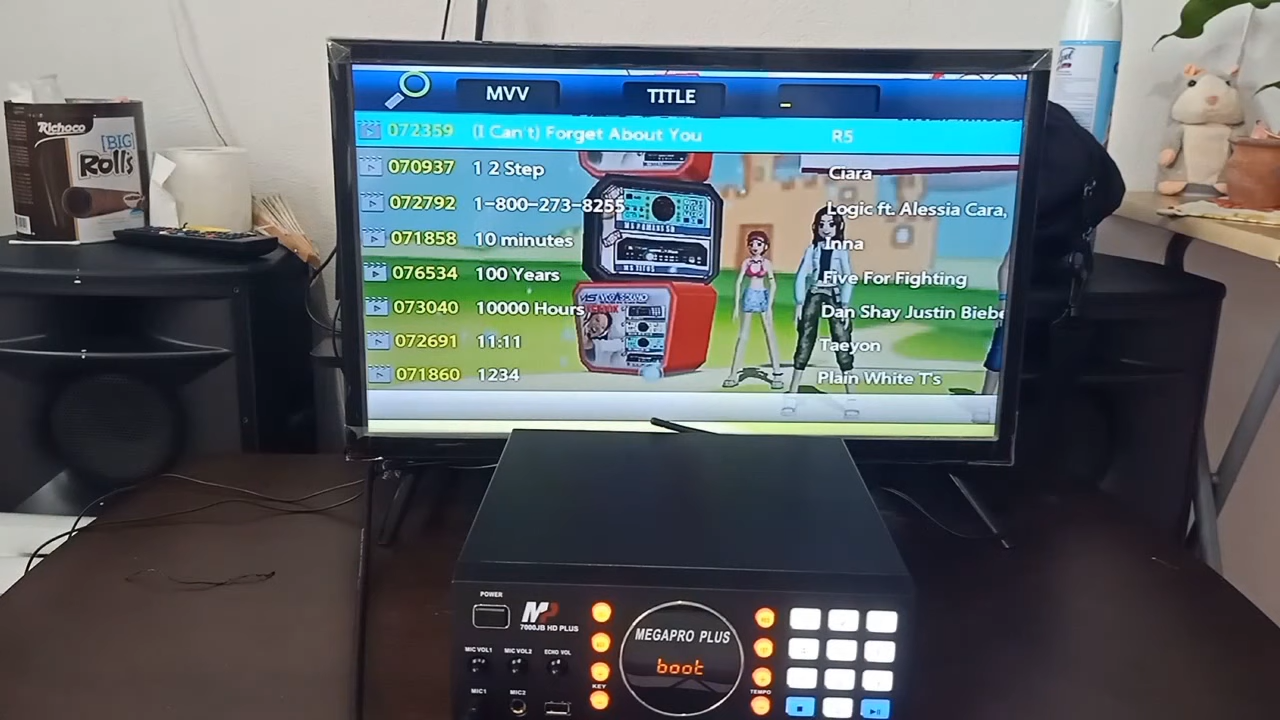 MVV TITLE
072359 (I Can't) Forget About You R5
070937 1 2 Step Ciara
072792 1-800-273-8255 Logic ft. Alessia Cara,
071858 10 minutes Inna
076534 100 Years Five For Fighting
073040 10000 Hours Dan Shay Justin Biebe
072691 11:11 Taeyon
071860 1234 Plain White T's
Richoco
BIG
Rolls
POWER
MP
7000JB HD PLUS
MIC VOL1 MIC VOL2 ECHO VOL
MIC1 MIC2
KEY
MEGAPRO PLUS
boot
TEMPO